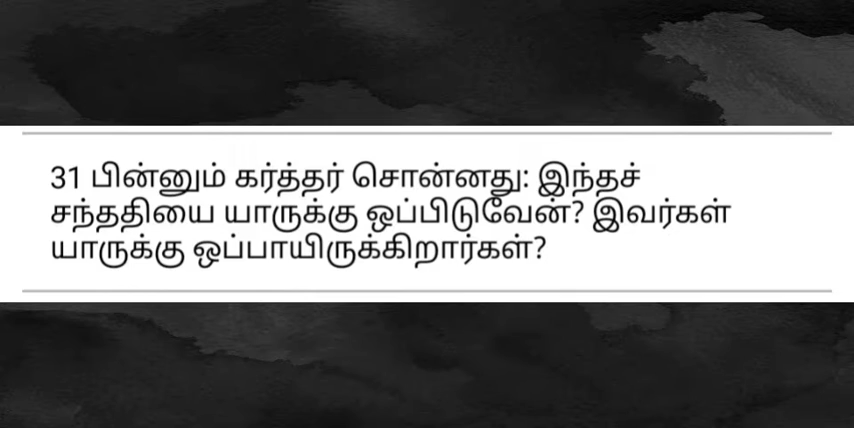 31 பின்னும் கர்த்தர் சொன்னது: இந்தச்
சந்ததியை யாருக்கு ஒப்பிடுவேன்? இவர்கள்
யாருக்கு ஒப்பாயிருக்கிறார்கள்?